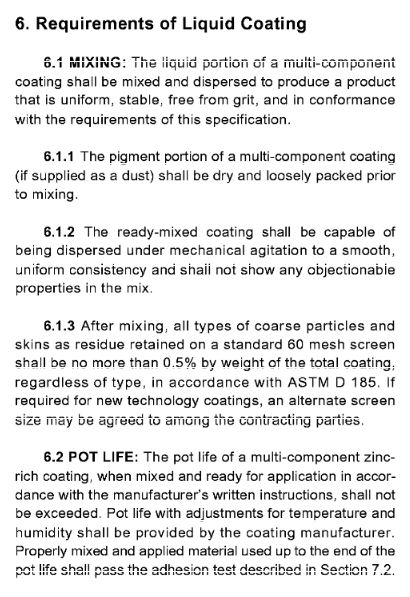 6. Requirements of Liquid Coating
6.1 MIXING: The liquid portion of a multi-component
coating shall be mixed and dispersed to produce a product
that is uniform, stable, free from grit, and in conformance
with the requirements of this specification.
6.1.1 The pigment portion of a multi-component coating
(if supplied as a dust) shall be dry and loosely packed prior
to mixing.
6.1.2 The ready-mixed coating shall be capable of
being dispersed under mechanical agitation to a smooth,
uniform consistency and shall not show any objectionable
properties in the mix.
6.1.3 After mixing, all types of coarse particles and
skins as residue retained on a standard 60 mesh screen
shall be no more than 0.5% by weight of the total coating,
regardless of type, in accordance with ASTM D 185. If
required for new technology coatings, an alternate screen
size may be agreed to among the contracting parties.
6.2 POT LIFE: The pot life of a multi-component zinc-
rich coating, when mixed and ready for application in accor-
dance with the manufacturer's written instructions, shall not
be exceeded. Pot life with adjustments for temperature and
humidity shall be provided by the coating manufacturer.
Properly mixed and applied material used up to the end of the
pot life shall pass the adhesion test described in Section 7.2.